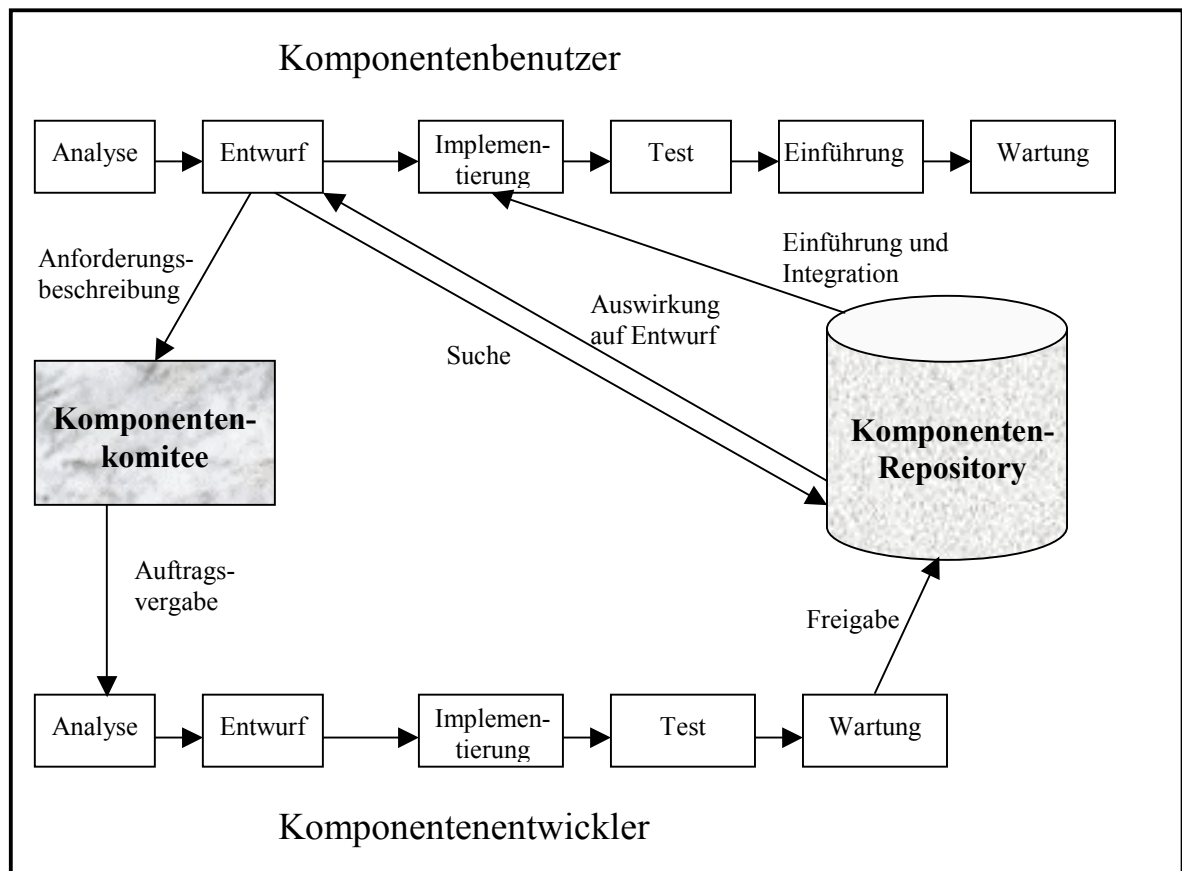 Komponentenbenutzer
Analyse
Entwurf
Implemen-
tierung
Test
Einführung
Wartung
Anforderungs-
beschreibung
Suche
Auswirkung
auf Entwurf
Einführung und
Integration
Komponenten-
komitee
Komponenten-
Repository
Auftrags-
vergabe
Freigabe
Analyse
Entwurf
Implemen-
tierung
Test
Wartung
Komponentenentwickler